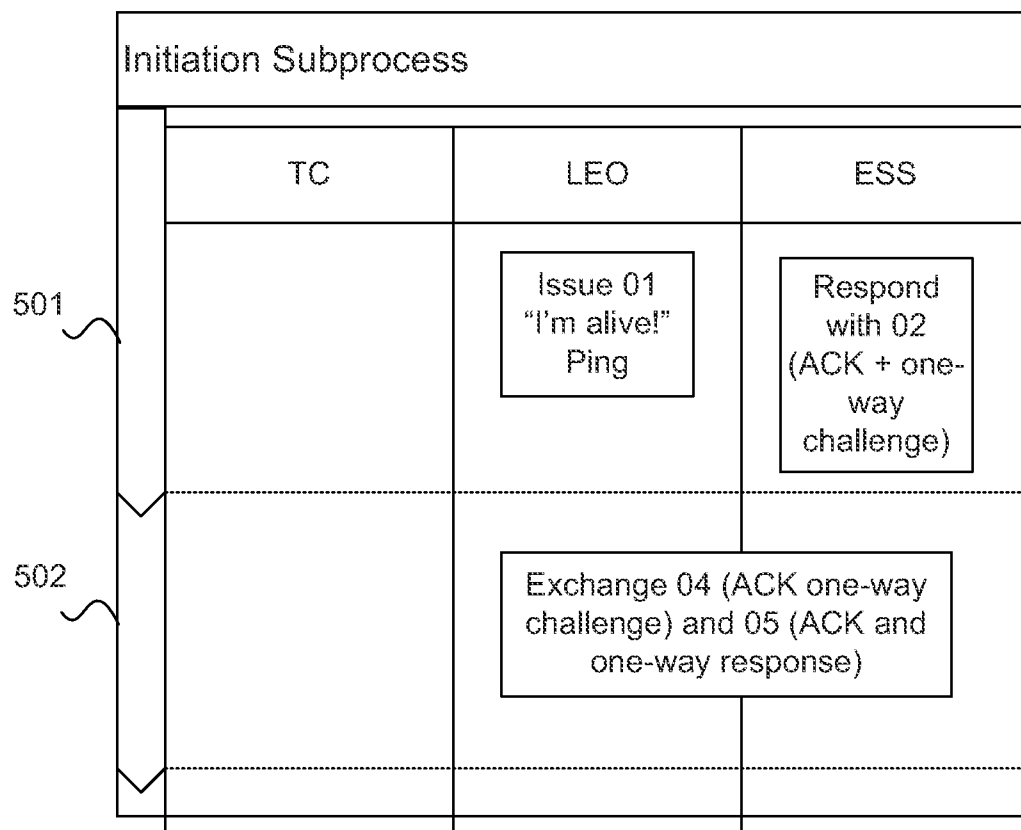 Initiation Subprocess
TC
LEO
ESS
501
Issue 01
“I’m alive!”
Ping
Respond
with 02
(ACK + one-
way
challenge)
502
Exchange 04 (ACK one-way
challenge) and 05 (ACK and
one-way response)